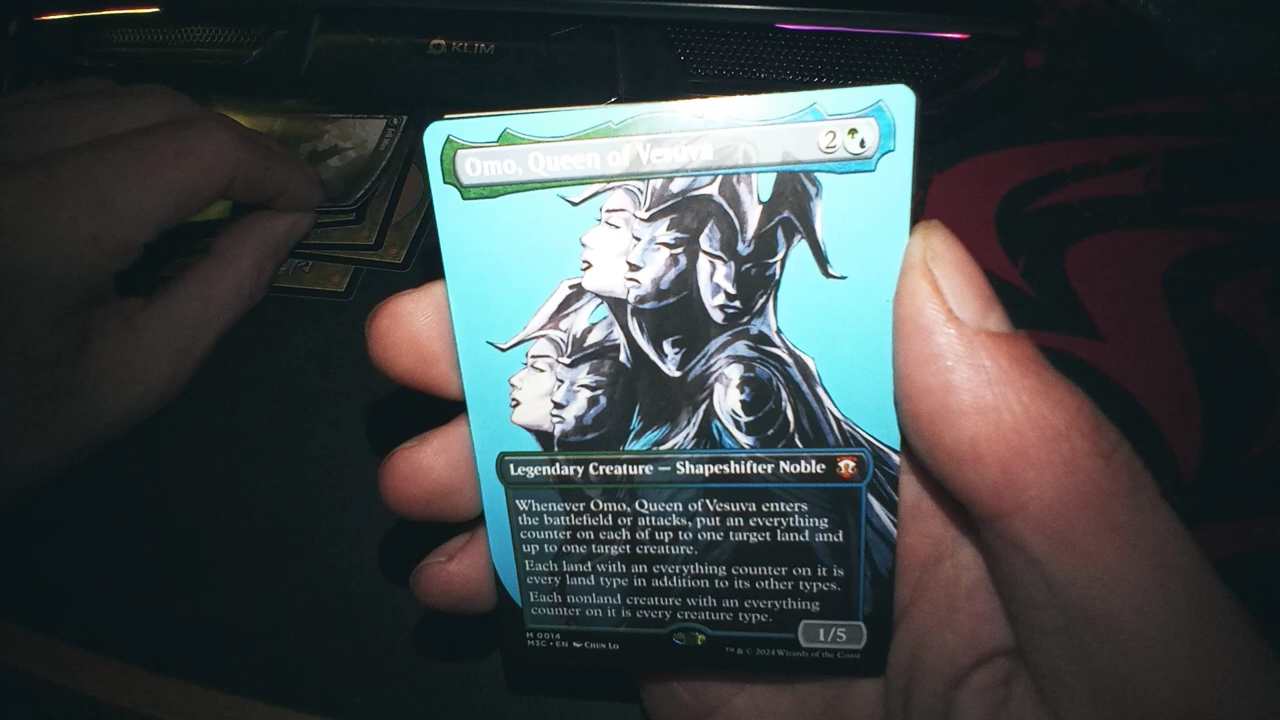 KLIM
Omo, Queen of Vesuva 2
Legendary Creature — Shapeshifter Noble
Whenever Omo, Queen of Vesuva enters
the battlefield or attacks, put an everything
counter on each of up to one target land and
up to one target creature.
Each land with an everything counter on it is
every land type in addition to its other types.
Each nonland creature with an everything
counter on it is every creature type.
1/5
M 0014
M3C • EN Chun Lo
™ & © 2024 Wizards of the Coast